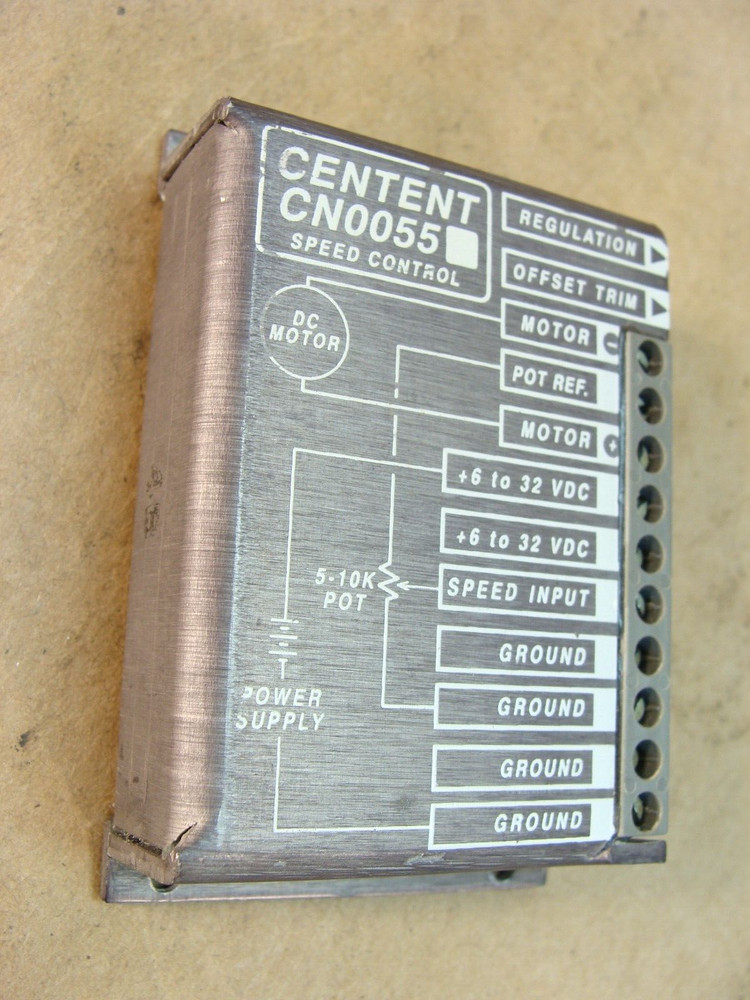 CENTENT
CN0055
SPEED CONTROL
REGULATION
OFFSET TRIM
DC
MOTOR
MOTOR -
POT REF.
MOTOR +
+6 to 32 VDC
+6 to 32 VDC
5-10K
POT
SPEED INPUT
GROUND
GROUND
POWER
SUPPLY
GROUND
GROUND